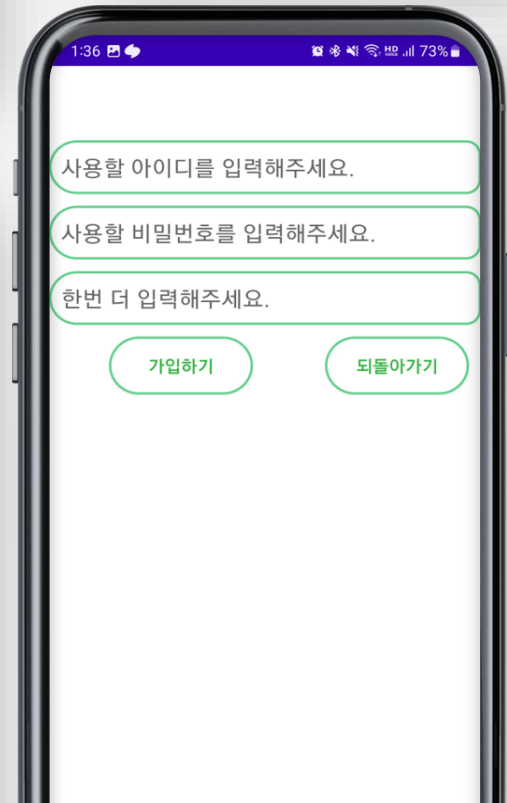 1:36 HD VOICE 73%
사용할 아이디를 입력해주세요.
사용할 비밀번호를 입력해주세요.
한번 더 입력해주세요.
가입하기 되돌아가기